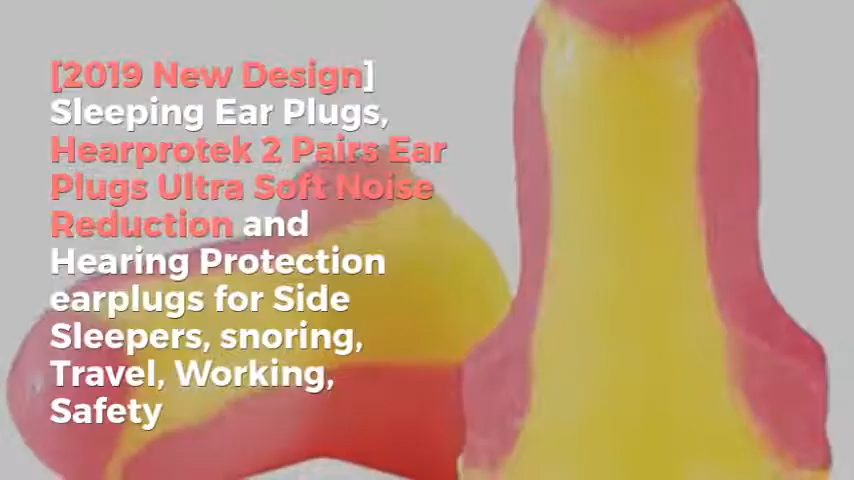 [2019 New Design]
Sleeping Ear Plugs,
Hearprotek 2 Pairs Ear
Plugs Ultra Soft Noise
Reduction and
Hearing Protection
earplugs for Side
Sleepers, snoring,
Travel, Working,
Safety